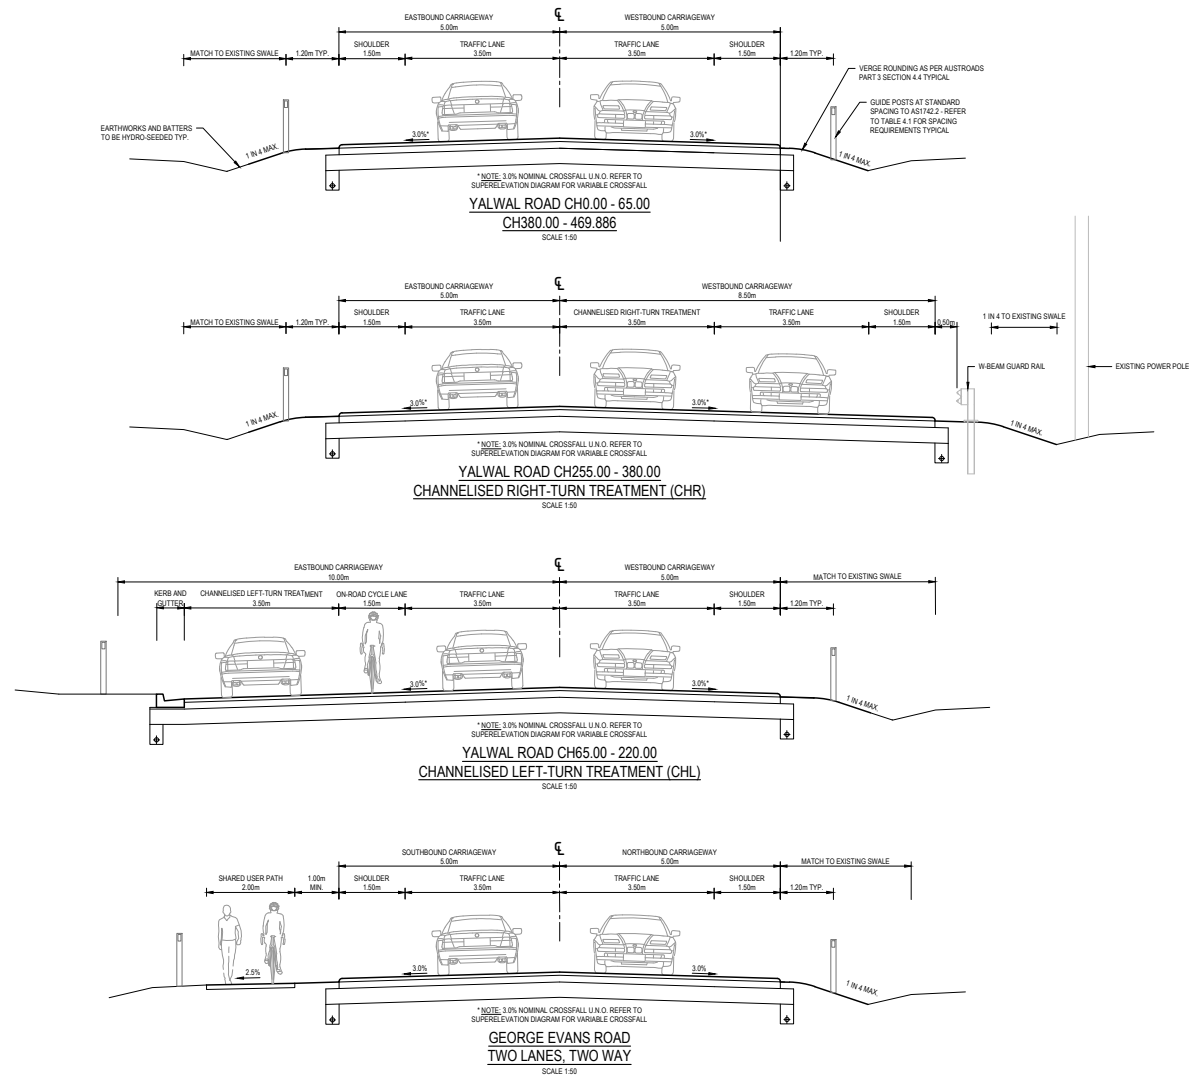 EASTBOUND CARRIAGEWAY
5.00m
℄
WESTBOUND CARRIAGEWAY
5.00m
MATCH TO EXISTING SWALE
1.20m TYP.
SHOULDER
1.50m
TRAFFIC LANE
3.50m
TRAFFIC LANE
3.50m
SHOULDER
1.50m
1.20m TYP.
VERGE ROUNDING AS PER AUSTROADS
PART 3 SECTION 4.4 TYPICAL
GUIDE POSTS AT STANDARD
SPACING TO AS1742.2 - REFER
TO TABLE 4.1 FOR SPACING
REQUIREMENTS TYPICAL
EARTHWORKS AND BATTERS
TO BE HYDRO-SEEDED TYP.
1 IN 4 MAX.
3.0%*
3.0%*
1 IN 4 MAX.
* NOTE: 3.0% NOMINAL CROSSFALL U.N.O. REFER TO
SUPERELEVATION DIAGRAM FOR VARIABLE CROSSFALL
YALWAL ROAD CH0.00 - 65.00
CH380.00 - 469.886
SCALE 1:50
EASTBOUND CARRIAGEWAY
5.00m
℄
WESTBOUND CARRIAGEWAY
8.50m
MATCH TO EXISTING SWALE
1.20m TYP.
SHOULDER
1.50m
TRAFFIC LANE
3.50m
CHANNELISED RIGHT-TURN TREATMENT
3.50m
TRAFFIC LANE
3.50m
SHOULDER
1.50m
0.50m
1 IN 4 TO EXISTING SWALE
W-BEAM GUARD RAIL
EXISTING POWER POLE
1 IN 4 MAX.
3.0%*
3.0%*
1 IN 4 MAX.
* NOTE: 3.0% NOMINAL CROSSFALL U.N.O. REFER TO
SUPERELEVATION DIAGRAM FOR VARIABLE CROSSFALL
YALWAL ROAD CH255.00 - 380.00
CHANNELISED RIGHT-TURN TREATMENT (CHR)
SCALE 1:50
EASTBOUND CARRIAGEWAY
10.00m
℄
WESTBOUND CARRIAGEWAY
5.00m
MATCH TO EXISTING SWALE
KERB AND
GUTTER
CHANNELISED LEFT-TURN TREATMENT
3.50m
ON-ROAD CYCLE LANE
1.50m
TRAFFIC LANE
3.50m
TRAFFIC LANE
3.50m
SHOULDER
1.50m
1.20m TYP.
3.0%*
3.0%*
1 IN 4 MAX.
* NOTE: 3.0% NOMINAL CROSSFALL U.N.O. REFER TO
SUPERELEVATION DIAGRAM FOR VARIABLE CROSSFALL
YALWAL ROAD CH65.00 - 220.00
CHANNELISED LEFT-TURN TREATMENT (CHL)
SCALE 1:50
SOUTHBOUND CARRIAGEWAY
5.00m
℄
NORTHBOUND CARRIAGEWAY
5.00m
MATCH TO EXISTING SWALE
SHARED USER PATH
2.00m
1.00m
MIN.
SHOULDER
1.50m
TRAFFIC LANE
3.50m
TRAFFIC LANE
3.50m
SHOULDER
1.50m
1.20m TYP.
2.5%
3.0%
3.0%
1 IN 4 MAX.
* NOTE: 3.0% NOMINAL CROSSFALL U.N.O. REFER TO
SUPERELEVATION DIAGRAM FOR VARIABLE CROSSFALL
GEORGE EVANS ROAD
TWO LANES, TWO WAY
SCALE 1:50